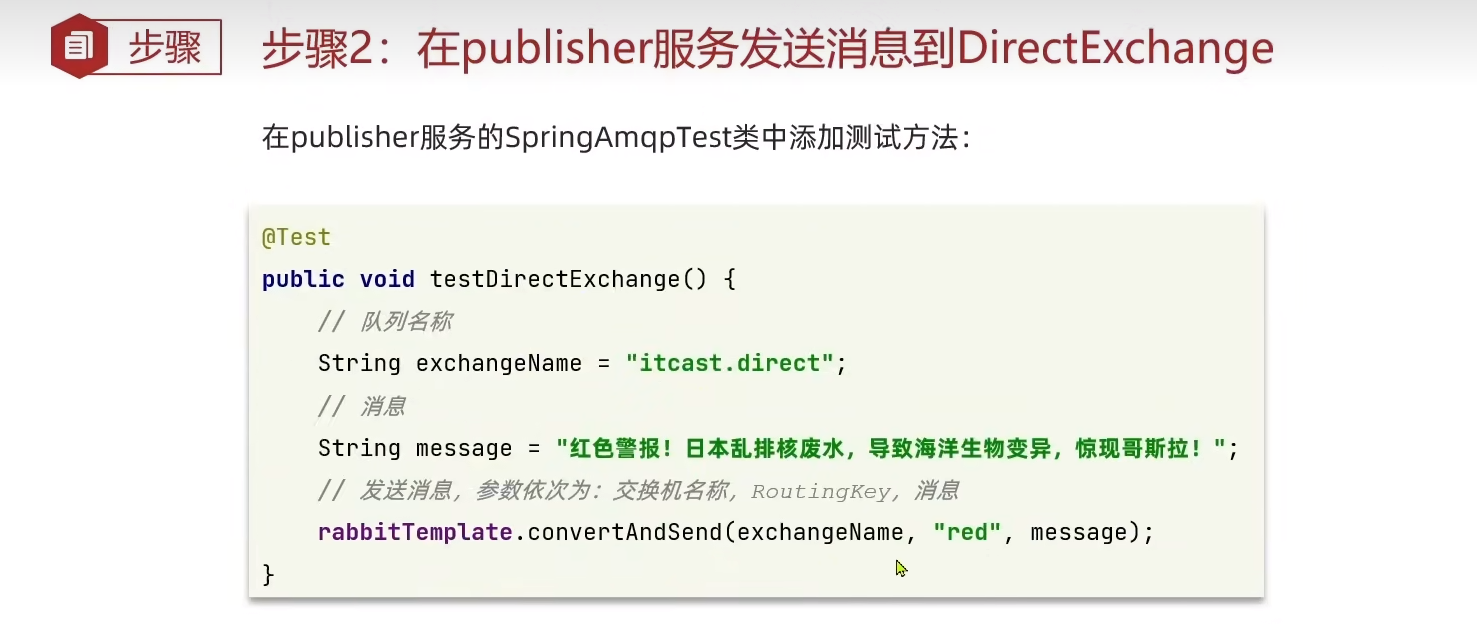 步骤
步骤2：在publisher服务发送消息到DirectExchange
在publisher服务的SpringAmqpTest类中添加测试方法：
@Test
public void testDirectExchange() {
    // 队列名称
    String exchangeName = "itcast.direct";
    // 消息
    String message = "红色警报！日本乱排核废水，导致海洋生物变异，惊现哥斯拉！";
    // 发送消息，参数依次为：交换机名称，RoutingKey，消息
    rabbitTemplate.convertAndSend(exchangeName, "red", message);
}